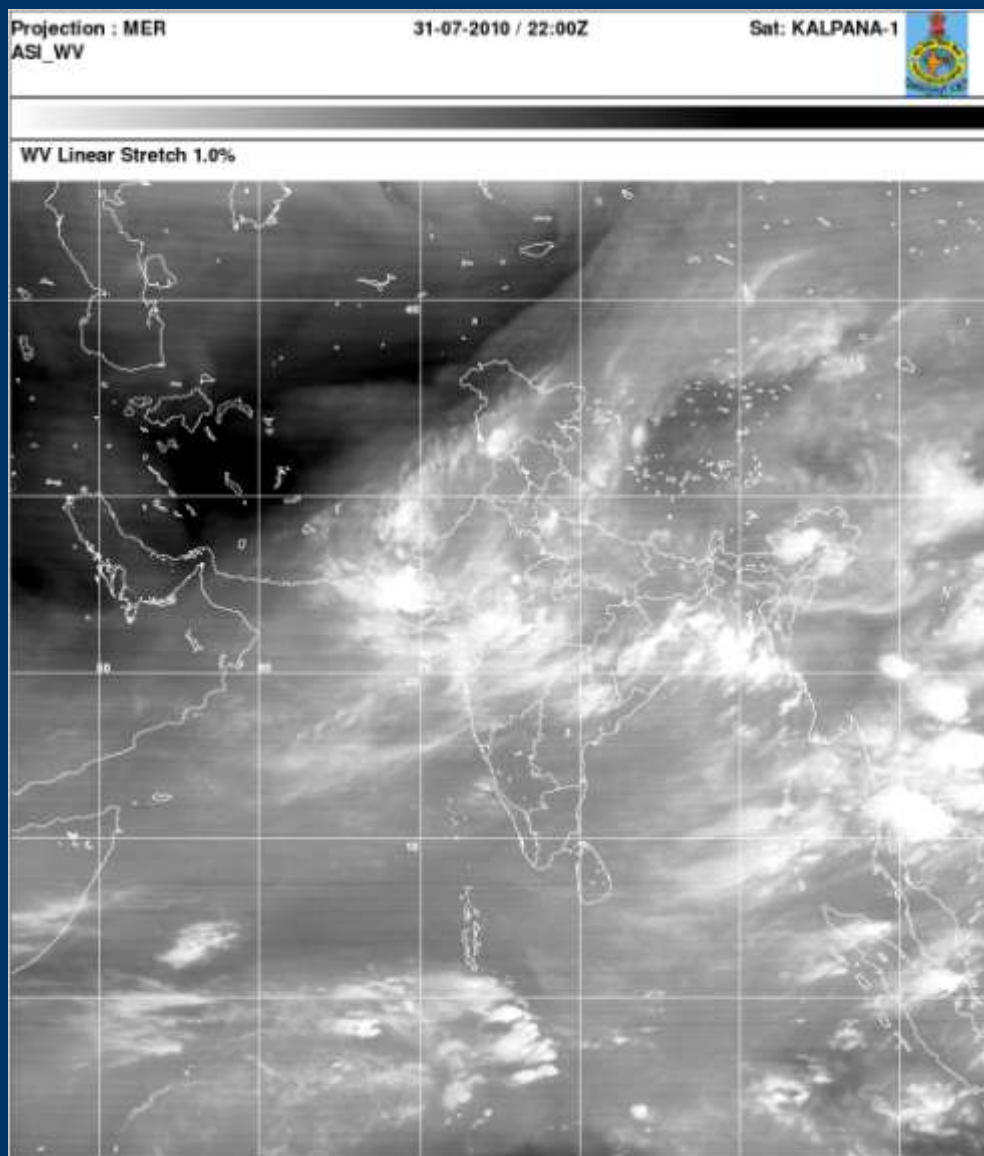 Projection : MER 31-07-2010 / 22:00Z Sat: KALPANA-1
ASI_WV
WV Linear Stretch 1.0%